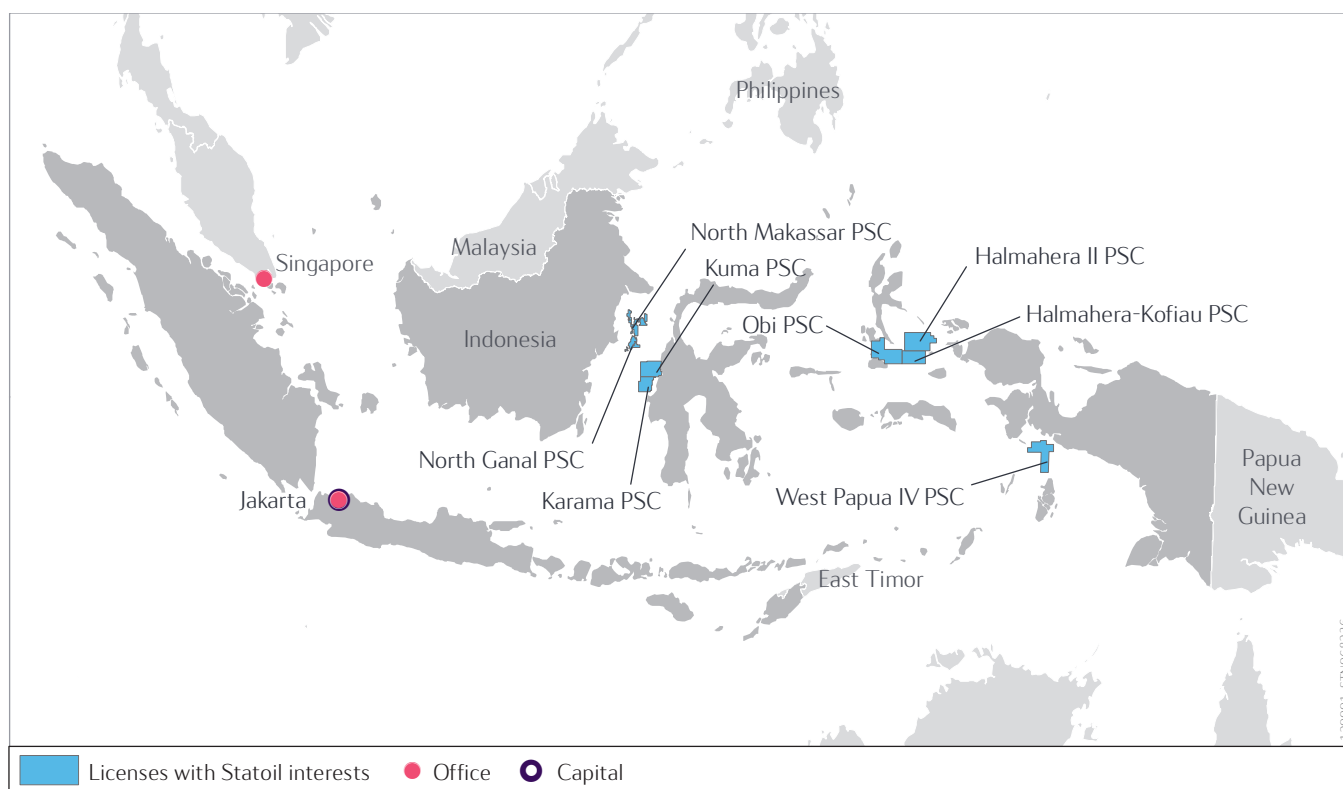 Philippines
North Makassar PSC
Malaysia
Kuma PSC
Halmahera II PSC
Singapore
Halmahera-Kofiau PSC
Obi PSC
Indonesia
North Ganal PSC
Karama PSC
West Papua IV PSC
Papua
New
Guinea
Jakarta
East Timor
Licenses with Statoil interests
Office
Capital